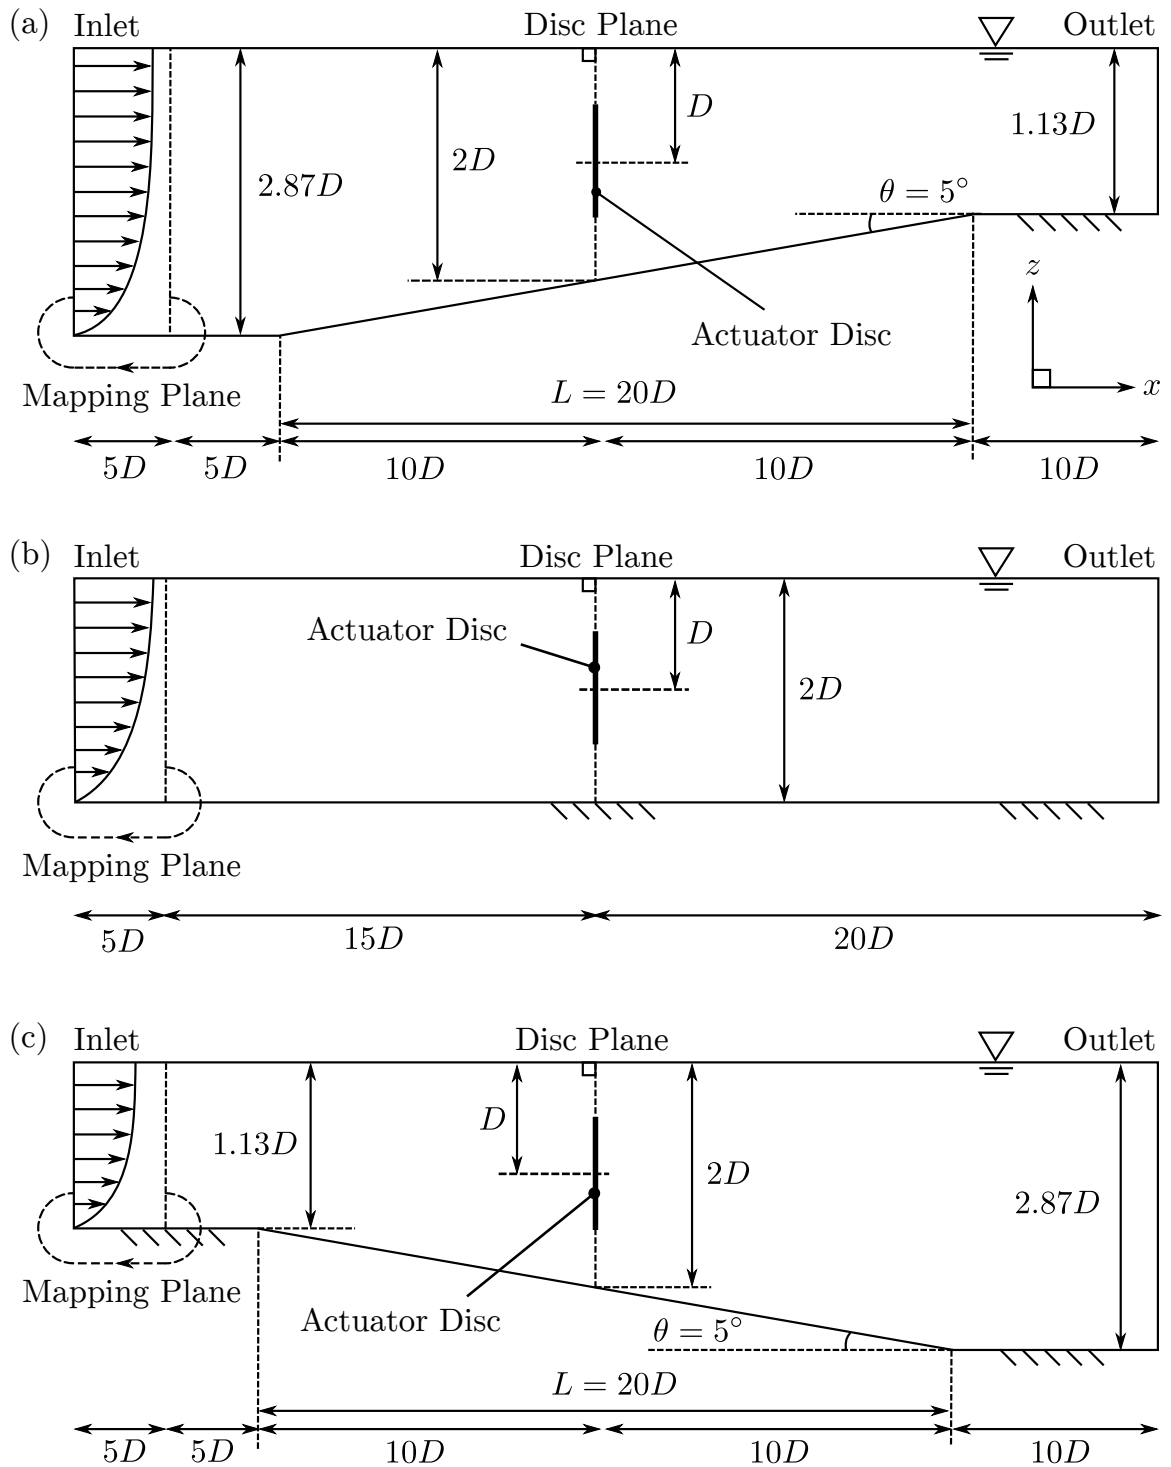 (a) Inlet Disc Plane Outlet
D
1.13D
2D
2.87D
θ = 5°
z
Actuator Disc
x
Mapping Plane
L = 20D
5D 5D 10D 10D 10D
(b) Inlet Disc Plane Outlet
Actuator Disc
D
2D
Mapping Plane
5D 15D 20D
(c) Inlet Disc Plane Outlet
D
1.13D
2D
2.87D
Mapping Plane
Actuator Disc
θ = 5°
L = 20D
5D 5D 10D 10D 10D